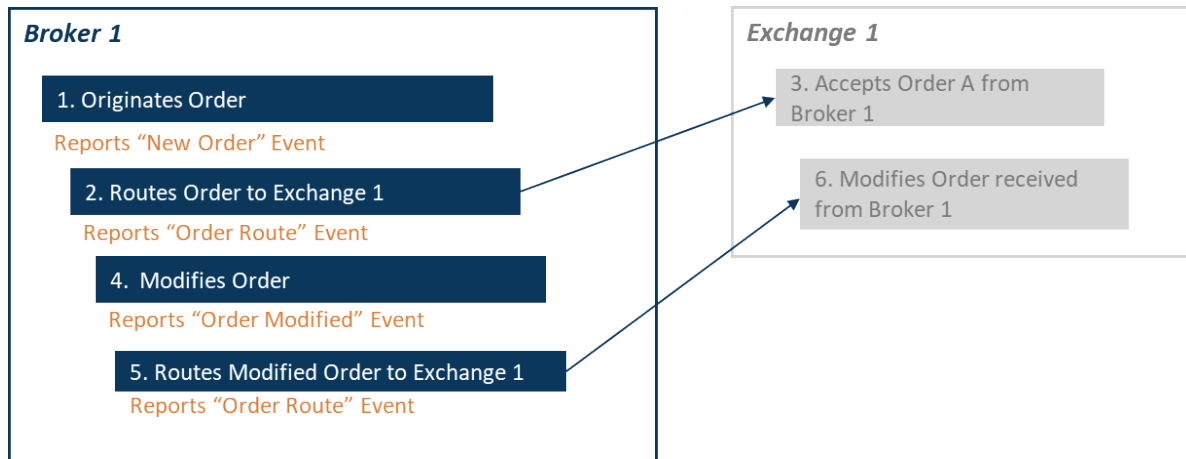 Broker 1
1. Originates Order
Reports “New Order” Event
2. Routes Order to Exchange 1
Reports “Order Route” Event
4.  Modifies Order
Reports “Order Modified” Event
5. Routes Modified Order to Exchange 1
Reports “Order Route” Event
Exchange 1
3. Accepts Order A from
Broker 1
6. Modifies Order received
from Broker 1